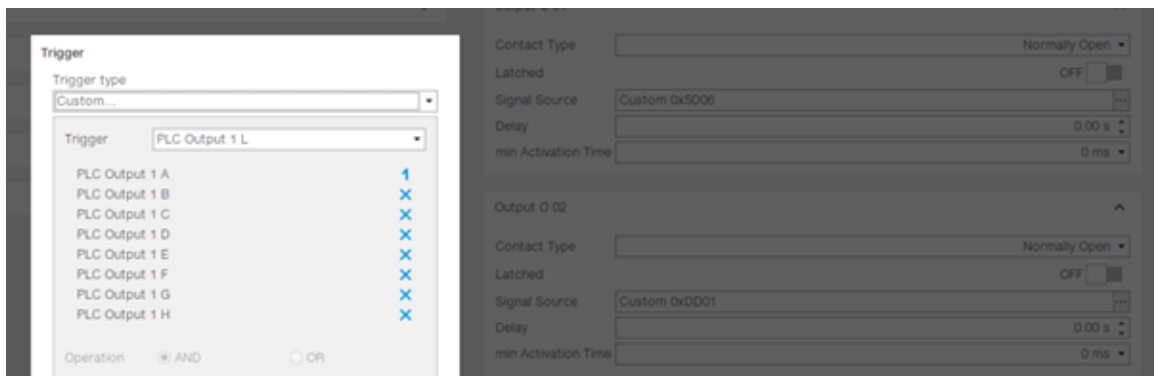 Trigger
Trigger type
Custom...
Trigger PLC Output 1 L
PLC Output 1 A 1
PLC Output 1 B
PLC Output 1 C
PLC Output 1 D
PLC Output 1 E
PLC Output 1 F
PLC Output 1 G
PLC Output 1 H
Operation AND OR
Contact Type Normally Open
Latched OFF
Signal Source Custom 0x5D06 ...
Delay 0.00 s
min Activation Time 0 ms
Output O 02
Contact Type Normally Open
Latched OFF
Signal Source Custom 0xDD01 ...
Delay 0.00 s
min Activation Time 0 ms